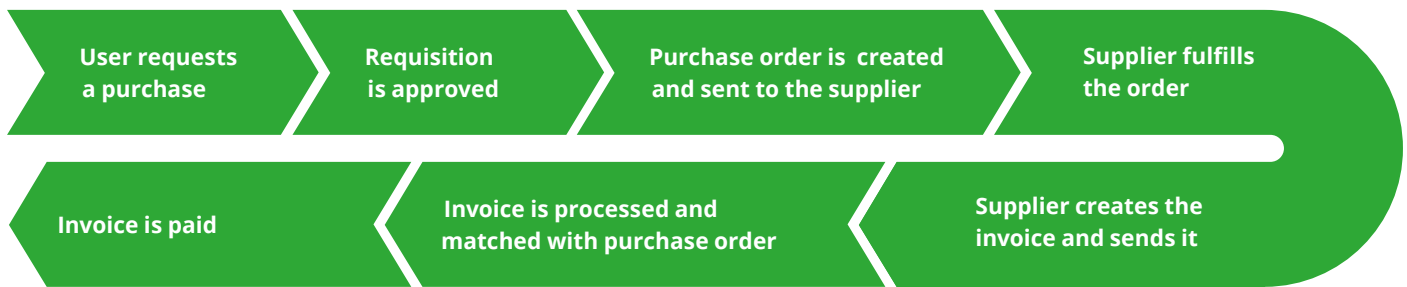 User requests
a purchase
Requisition
is approved
Purchase order is created
and sent to the supplier
Supplier fulfills
the order
Supplier creates the
invoice and sends it
Invoice is processed and
matched with purchase order
Invoice is paid